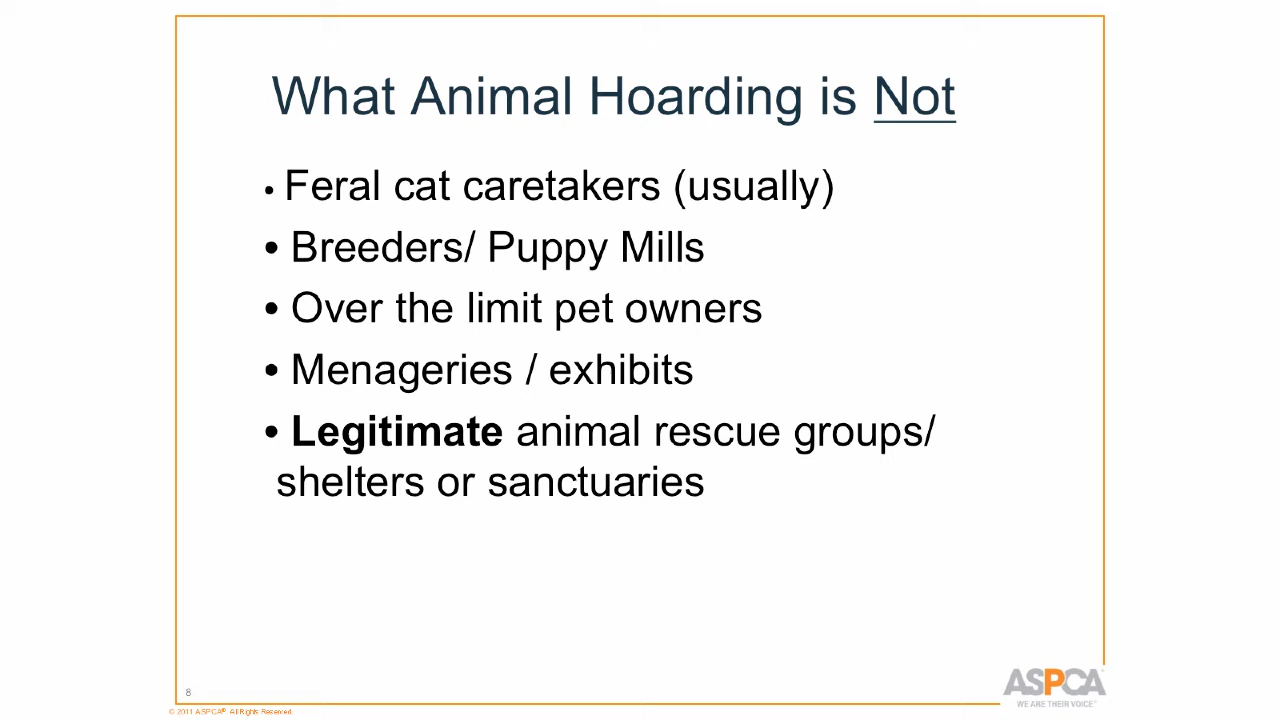 What Animal Hoarding is Not
• Feral cat caretakers (usually)
• Breeders/ Puppy Mills
• Over the limit pet owners
• Menageries / exhibits
• Legitimate animal rescue groups/
shelters or sanctuaries
8
© 2011 ASPCA®. All Rights Reserved.
ASPCA
WE ARE THEIR VOICE™